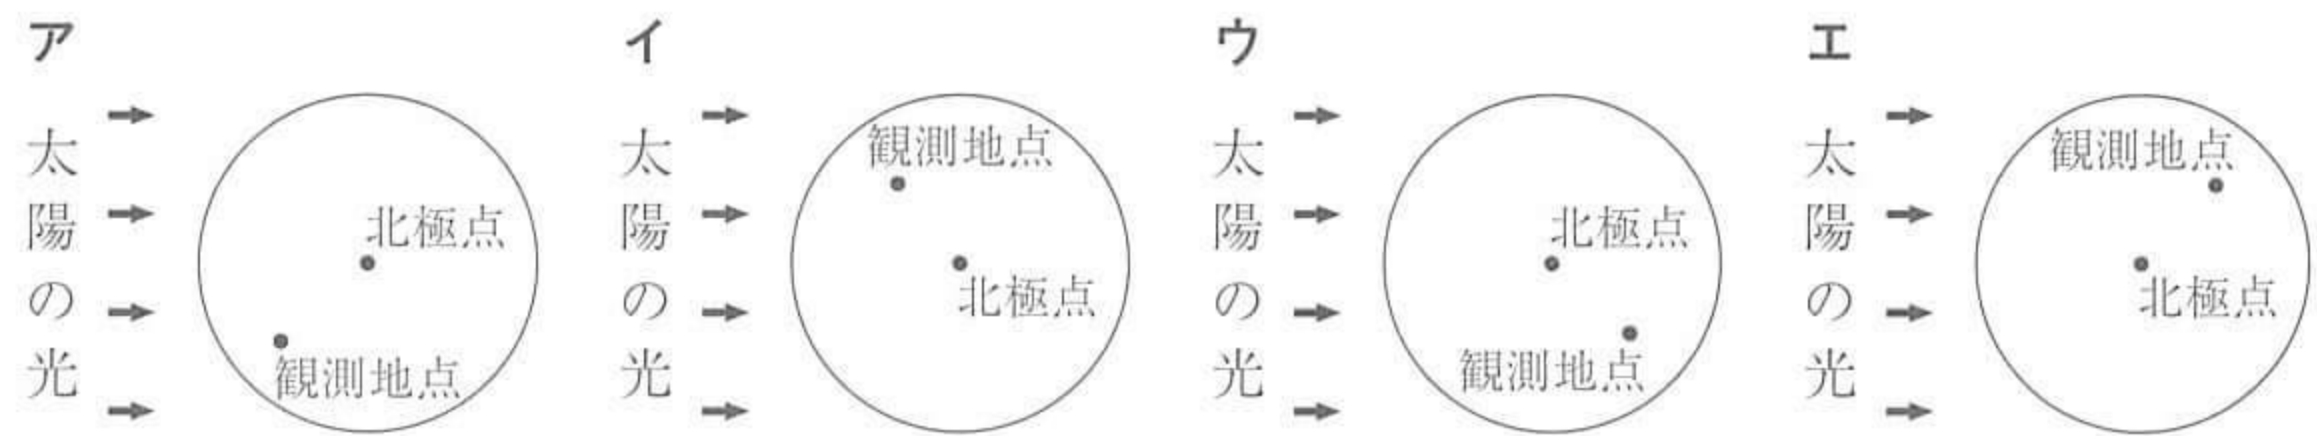 ア
太陽の光
北極点
観測地点
イ
太陽の光
観測地点
北極点
ウ
太陽の光
北極点
観測地点
エ
太陽の光
観測地点
北極点